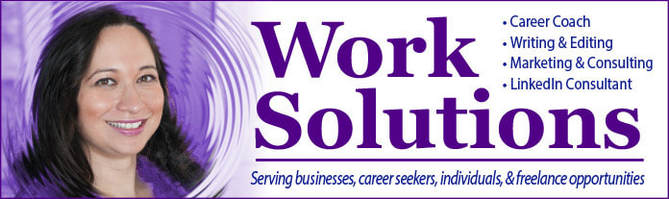 Work
Solutions
• Career Coach
• Writing & Editing
• Marketing & Consulting
• LinkedIn Consultant
Serving businesses, career seekers, individuals, & freelance opportunities